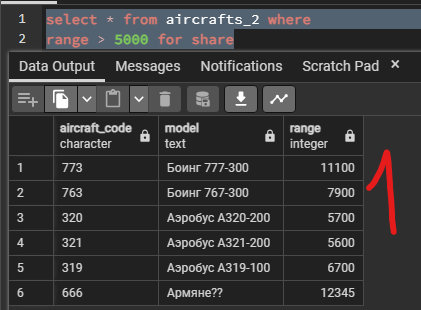 1 select * from aircrafts_2 where
2 range > 5000 for share
Data Output Messages Notifications Scratch Pad ×
aircraft_code character model text range integer
1 773 Боинг 777-300 11100
2 763 Боинг 767-300 7900
3 320 Аэробус A320-200 5700
4 321 Аэробус A321-200 5600
5 319 Аэробус A319-100 6700
6 666 Армяне?? 12345
1